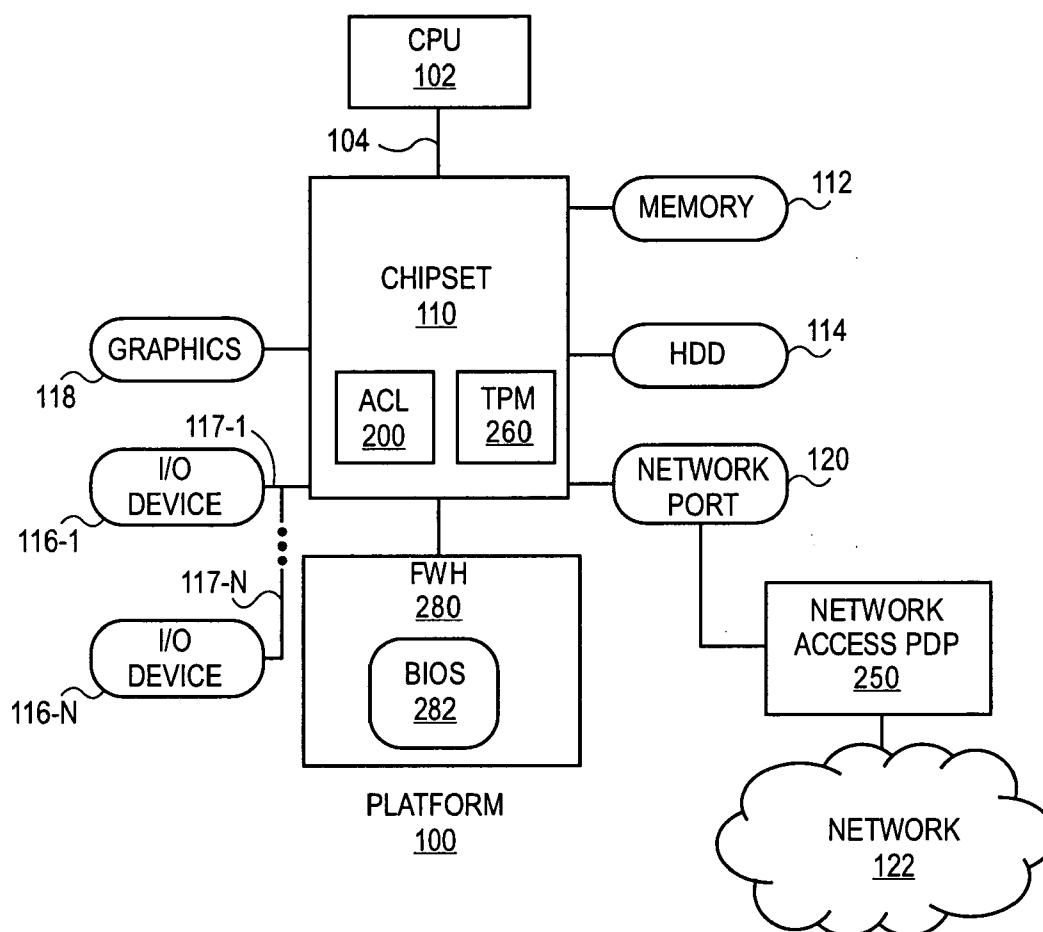 CPU
102
104
MEMORY
112
CHIPSET
110
GRAPHICS
118
HDD
114
ACL
200
TPM
260
117-1
I/O
DEVICE
116-1
NETWORK
PORT
120
117-N
I/O
DEVICE
116-N
FWH
280
BIOS
282
NETWORK
ACCESS PDP
250
PLATFORM
100
NETWORK
122